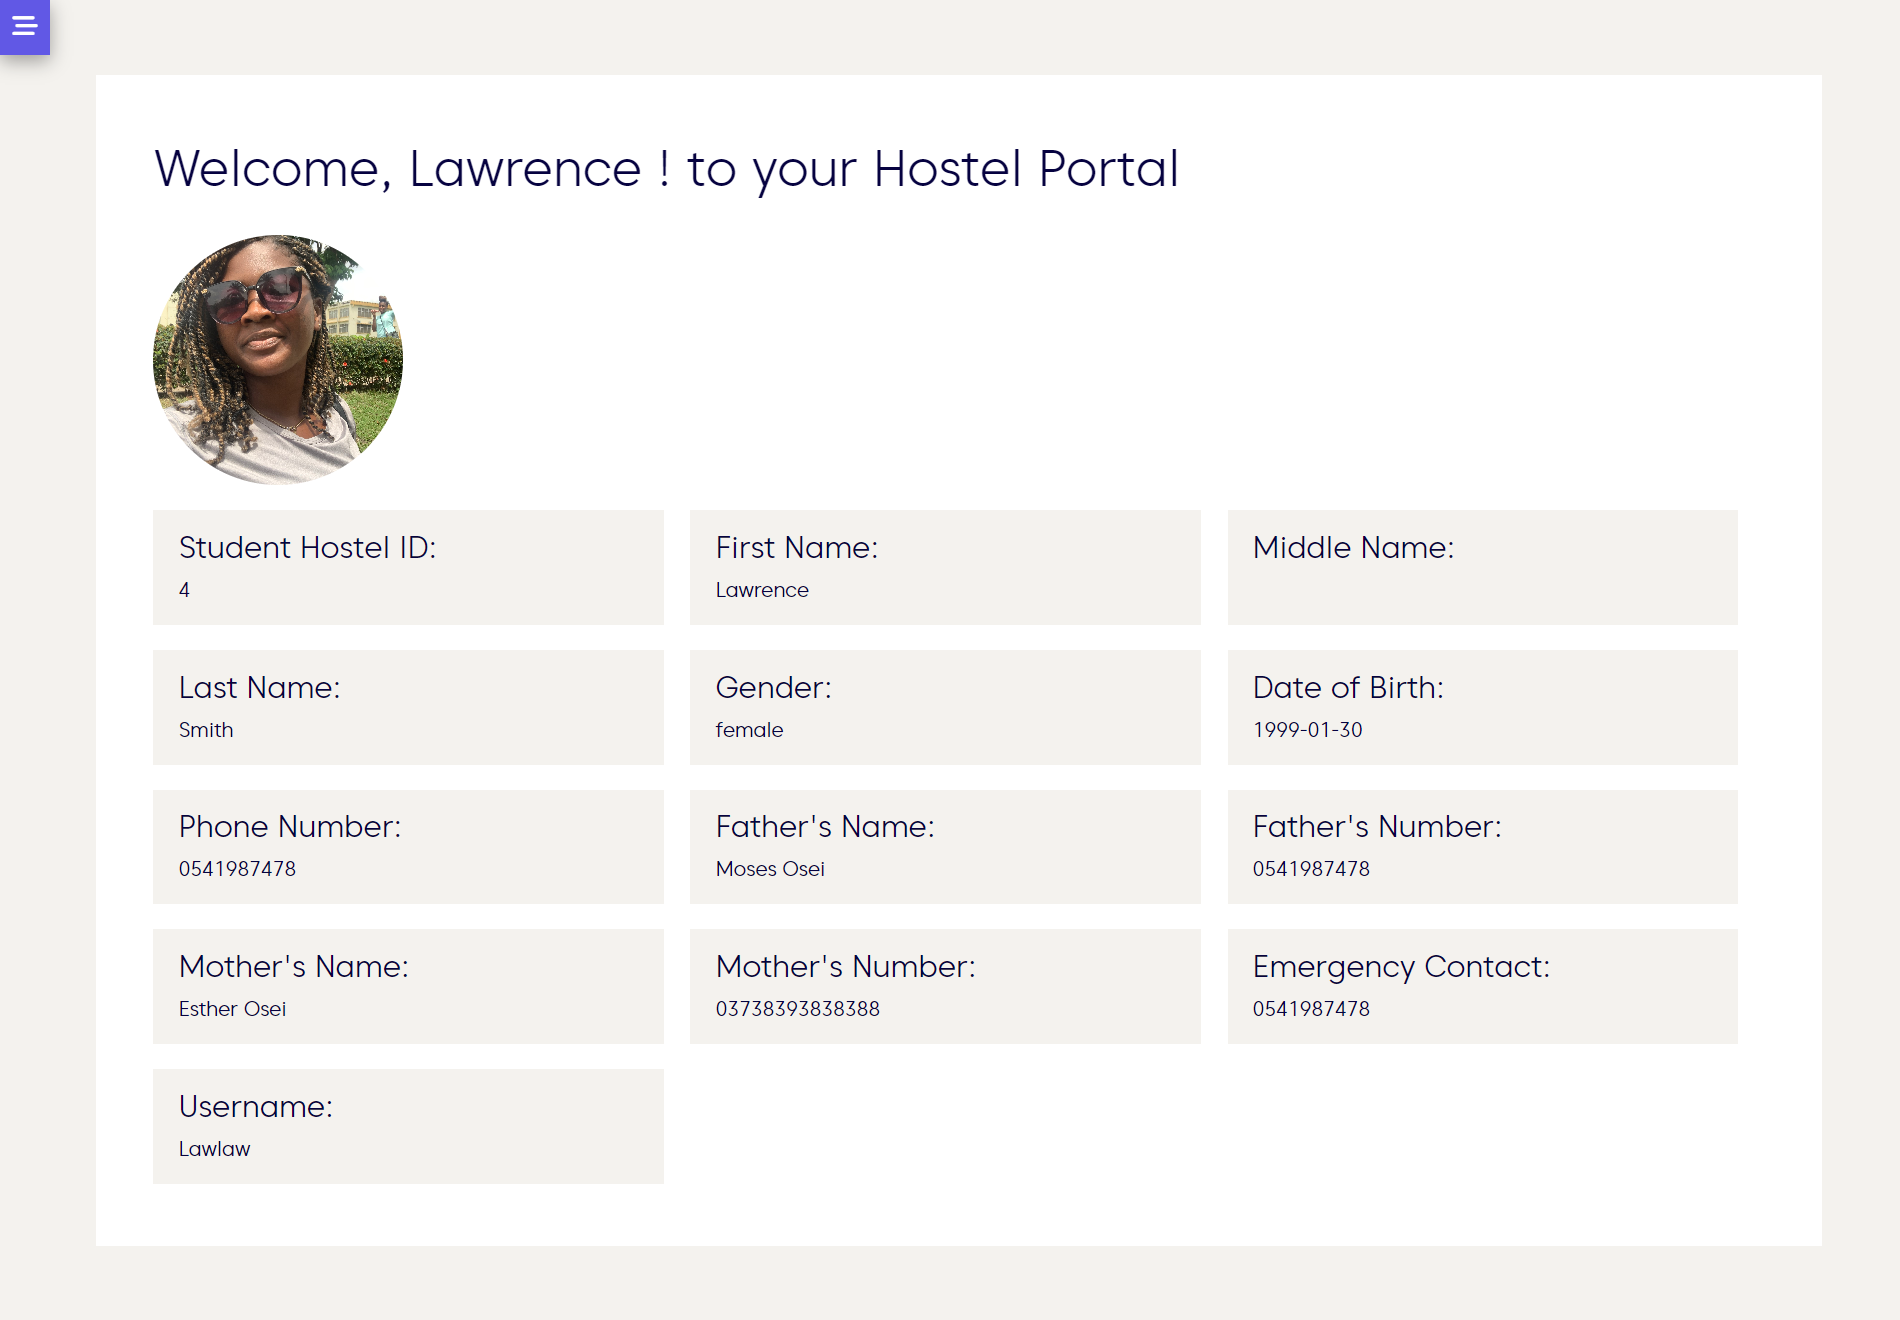 Welcome, Lawrence ! to your Hostel Portal
Student Hostel ID:
4
First Name:
Lawrence
Middle Name:
Last Name:
Smith
Gender:
female
Date of Birth:
1999-01-30
Phone Number:
0541987478
Father's Name:
Moses Osei
Father's Number:
0541987478
Mother's Name:
Esther Osei
Mother's Number:
03738393838388
Emergency Contact:
0541987478
Username:
Lawlaw